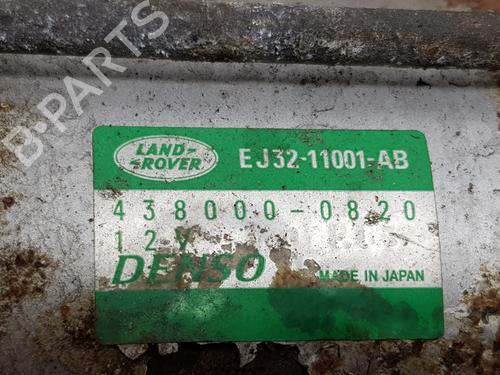 B-PARTS
LAND-
-ROVER
EJ32-11001-AB
438000-0820
12V
DENSO
MADE IN JAPAN